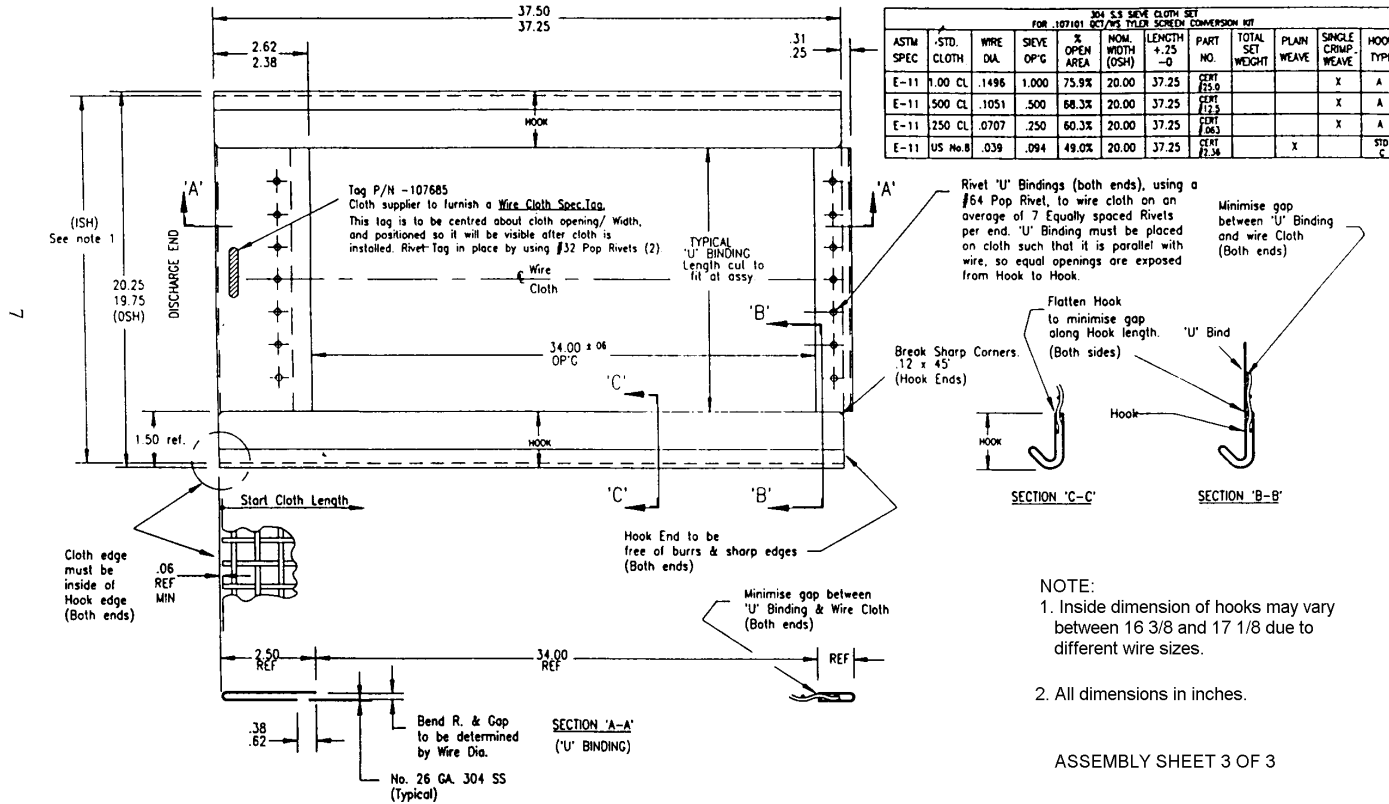 37.50
37.25
2.62
2.38
.31
.25
304 S.S SIEVE CLOTH SET
FOR .107101 OCT/WS TYLER SCREEN CONVERSION KIT
ASTM SPEC
STD. CLOTH
WIRE DIA.
SIEVE OP'G
% OPEN AREA
NOM. WIDTH (OSH)
LENGTH +.25 -0
PART NO.
TOTAL SET WEIGHT
PLAIN WEAVE
SINGLE CRIMP. WEAVE
E-11 1.00 CL .1496 1.000 75.9% 20.00 37.25 CERT #25.0 X A
E-11 .500 CL .1051 .500 68.3% 20.00 37.25 CERT #12.5 X A
E-11 .250 CL .0707 .250 60.3% 20.00 37.25 CERT #.063 X A
E-11 US No.8 .039 .094 49.0% 20.00 37.25 CERT #2.36 X STD C
HOOK
'A'
'A'
Tag P/N -107685
Cloth supplier to furnish a Wire Cloth Spec.Tag.
This tag is to be centred about cloth opening/ Width,
and positioned so it will be visible after cloth is
installed. Rivet Tag in place by using #32 Pop Rivets (2)
(ISH)
See note 1
20.25
19.75
(OSH)
DISCHARGE END
TYPICAL
'U' BINDING
Length cut to
fit at assy
Wire
Cloth
Rivet 'U' Bindings (both ends), using a
#64 Pop Rivet, to wire cloth on an
average of 7 Equally spaced Rivets
per end. 'U' Binding must be placed
on cloth such that it is parallel with
wire, so equal openings are exposed
from Hook to Hook.
Minimise gap
between 'U' Binding
and wire Cloth
(Both ends)
'B'
34.00 ± 06
OP'G
'C'
Break Sharp Corners.
.12 x 45'
(Hook Ends)
Flatten Hook
to minimise gap
along Hook length.
(Both sides)
'U' Bind
Hook
HOOK
1.50 ref.
HOOK
'C'
'B'
SECTION 'C-C'
SECTION 'B-B'
7
Start Cloth Length
Cloth edge
must be
inside of
Hook edge
(Both ends)
.06
REF
MIN
Hook End to be
free of burrs & sharp edges
(Both ends)
Minimise gap between
'U' Binding & Wire Cloth
(Both ends)
2.50
REF
34.00
REF
REF
.38
.62
Bend R. & Gap
to be determined
by Wire Dia.
SECTION 'A-A'
('U' BINDING)
No. 26 GA. 304 SS
(Typical)
NOTE:
1. Inside dimension of hooks may vary
between 16 3/8 and 17 1/8 due to
different wire sizes.
2. All dimensions in inches.
ASSEMBLY SHEET 3 OF 3